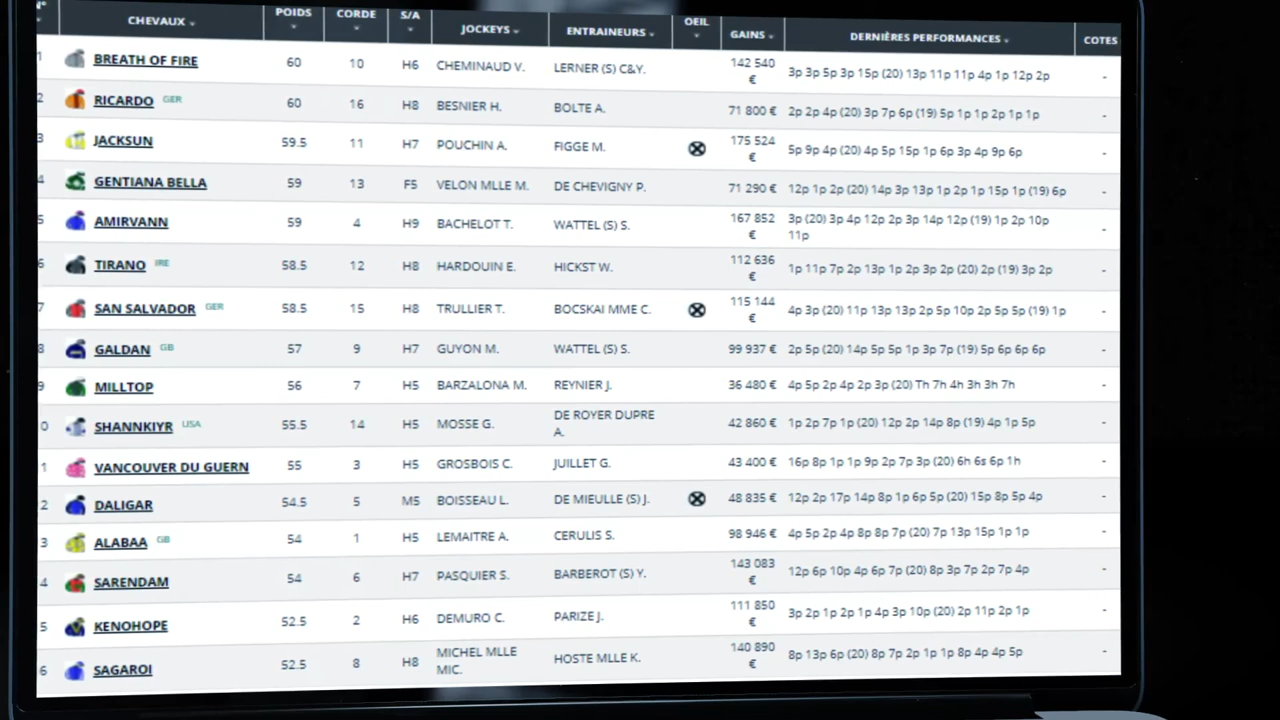 N° CHEVAUX POIDS CORDE S/A JOCKEYS ENTRAINEURS OEIL GAINS DERNIÈRES PERFORMANCES COTES
1 BREATH OF FIRE 60 10 H6 CHEMINAUD V. LERNER (S) C&Y. 142 540 € 3p 3p 5p 3p 15p (20) 13p 11p 11p 4p 1p 12p 2p -
2 RICARDO GER 60 16 H8 BESNIER H. BOLTE A. 71 800 € 2p 2p 4p (20) 3p 7p 6p (19) 5p 1p 1p 2p 1p 1p -
3 JACKSUN 59.5 11 H7 POUCHIN A. FIGGE M. 175 524 € 5p 9p 4p (20) 4p 5p 15p 1p 6p 3p 4p 9p 6p -
4 GENTIANA BELLA 59 13 F5 VELON MLLE M. DE CHEVIGNY P. 71 290 € 12p 1p 2p (20) 14p 3p 13p 1p 2p 1p 15p 1p (19) 6p -
5 AMIRVANN 59 4 H9 BACHELOT T. WATTEL (S) S. 167 852 € 3p (20) 3p 4p 12p 2p 3p 14p 12p (19) 1p 2p 10p 11p -
6 TIRANO IRE 58.5 12 H8 HARDOUIN E. HICKST W. 112 636 € 1p 11p 7p 2p 13p 1p 2p 3p 2p (20) 2p (19) 3p 2p -
7 SAN SALVADOR GER 58.5 15 H8 TRULLIER T. BOCSKAI MME C. 115 144 € 4p 3p (20) 11p 13p 13p 2p 5p 10p 2p 5p 5p (19) 1p -
8 GALDAN GB 57 9 H7 GUYON M. WATTEL (S) S. 99 937 € 2p 5p (20) 14p 5p 5p 1p 3p 7p (19) 5p 6p 6p 6p -
9 MILLTOP 56 7 H5 BARZALONA M. REYNIER J. 36 480 € 4p 5p 2p 4p 2p 3p (20) Th 7h 4h 3h 3h 7h -
0 SHANNKIYR USA 55.5 14 H5 MOSSE G. DE ROYER DUPRE A. 42 860 € 1p 2p 7p 1p (20) 12p 2p 14p 8p (19) 4p 1p 5p -
1 VANCOUVER DU GUERN 55 3 H5 GROSBOIS C. JUILLET G. 43 400 € 16p 8p 1p 1p 9p 2p 7p 3p (20) 6h 6s 6p 1h -
2 DALIGAR 54.5 5 M5 BOISSEAU L. DE MIEULLE (S) J. 48 835 € 12p 2p 17p 14p 8p 1p 6p 5p (20) 15p 8p 5p 4p -
3 ALABAA GB 54 1 H5 LEMAITRE A. CERULIS S. 98 946 € 4p 5p 2p 4p 8p 8p 7p (20) 7p 13p 15p 1p 1p -
4 SARENDAM 54 6 H7 PASQUIER S. BARBEROT (S) Y. 143 083 € 12p 6p 10p 4p 6p 7p (20) 8p 3p 7p 2p 7p 4p -
5 KENOHOPE 52.5 2 H6 DEMURO C. PARIZE J. 111 850 € 3p 2p 1p 2p 1p 4p 3p 10p (20) 2p 11p 2p 1p -
6 SAGAROI 52.5 8 H8 MICHEL MLLE MIC. HOSTE MLLE K. 140 890 € 8p 13p 6p (20) 8p 7p 2p 1p 1p 8p 4p 4p 5p -